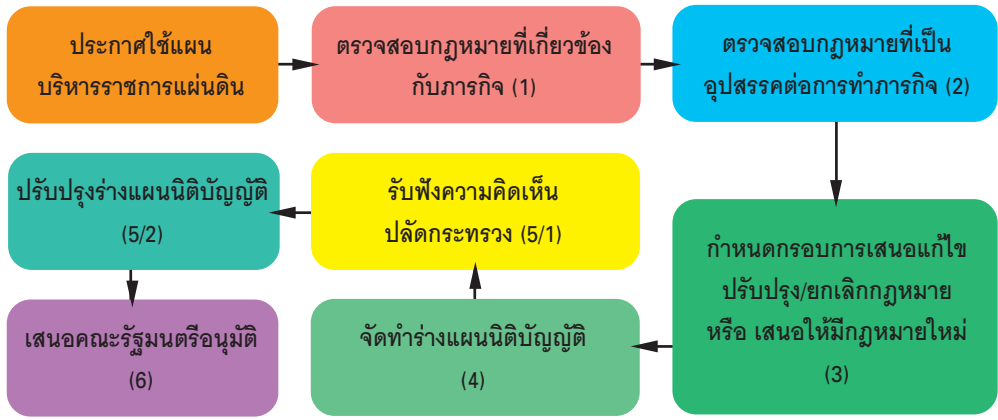 ประกาศใช้แผน
บริหารราชการแผ่นดิน
ตรวจสอบกฎหมายที่เกี่ยวข้อง
กับภารกิจ (1)
ตรวจสอบกฎหมายที่เป็น
อุปสรรคต่อการทำภารกิจ (2)
กำหนดกรอบการเสนอแก้ไข
ปรับปรุง/ยกเลิกกฎหมาย
หรือ เสนอให้มีกฎหมายใหม่
(3)
จัดทำร่างแผนนิติบัญญัติ
(4)
รับฟังความคิดเห็น
ปลัดกระทรวง (5/1)
ปรับปรุงร่างแผนนิติบัญญัติ
(5/2)
เสนอคณะรัฐมนตรีอนุมัติ
(6)